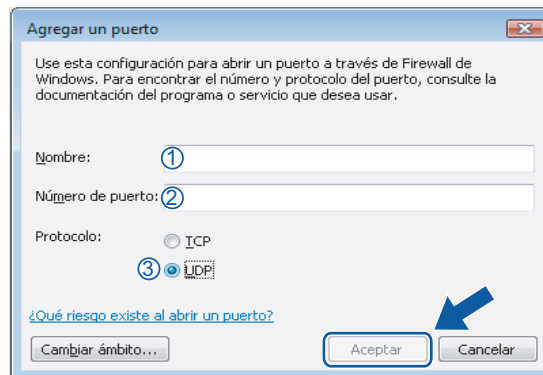 Agregar un puerto
Use esta configuración para abrir un puerto a través de Firewall de
Windows. Para encontrar el número y protocolo del puerto, consulte la
documentación del programa o servicio que desea usar.
Nombre: ①
Número de puerto: ②
Protocolo: TCP
③ UDP
¿Qué riesgo existe al abrir un puerto?
Cambiar ámbito... Aceptar Cancelar